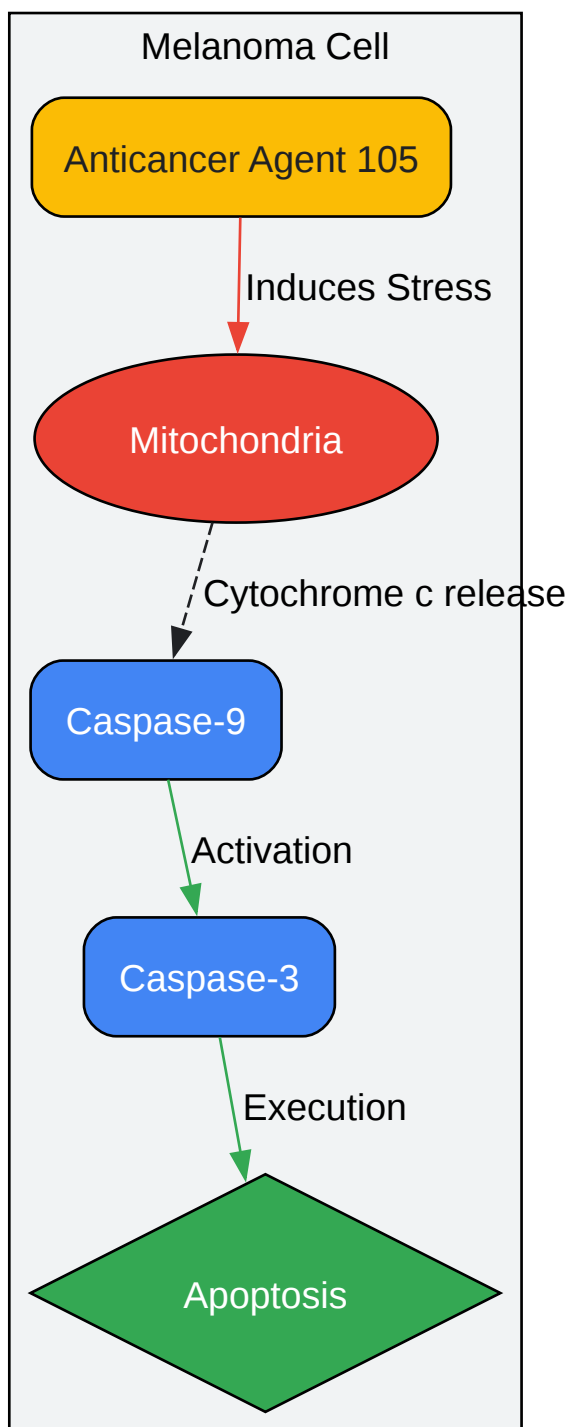 Melanoma Cell
Anticancer Agent 105
Induces Stress
Mitochondria
Cytochrome c release
Caspase-9
Activation
Caspase-3
Execution
Apoptosis